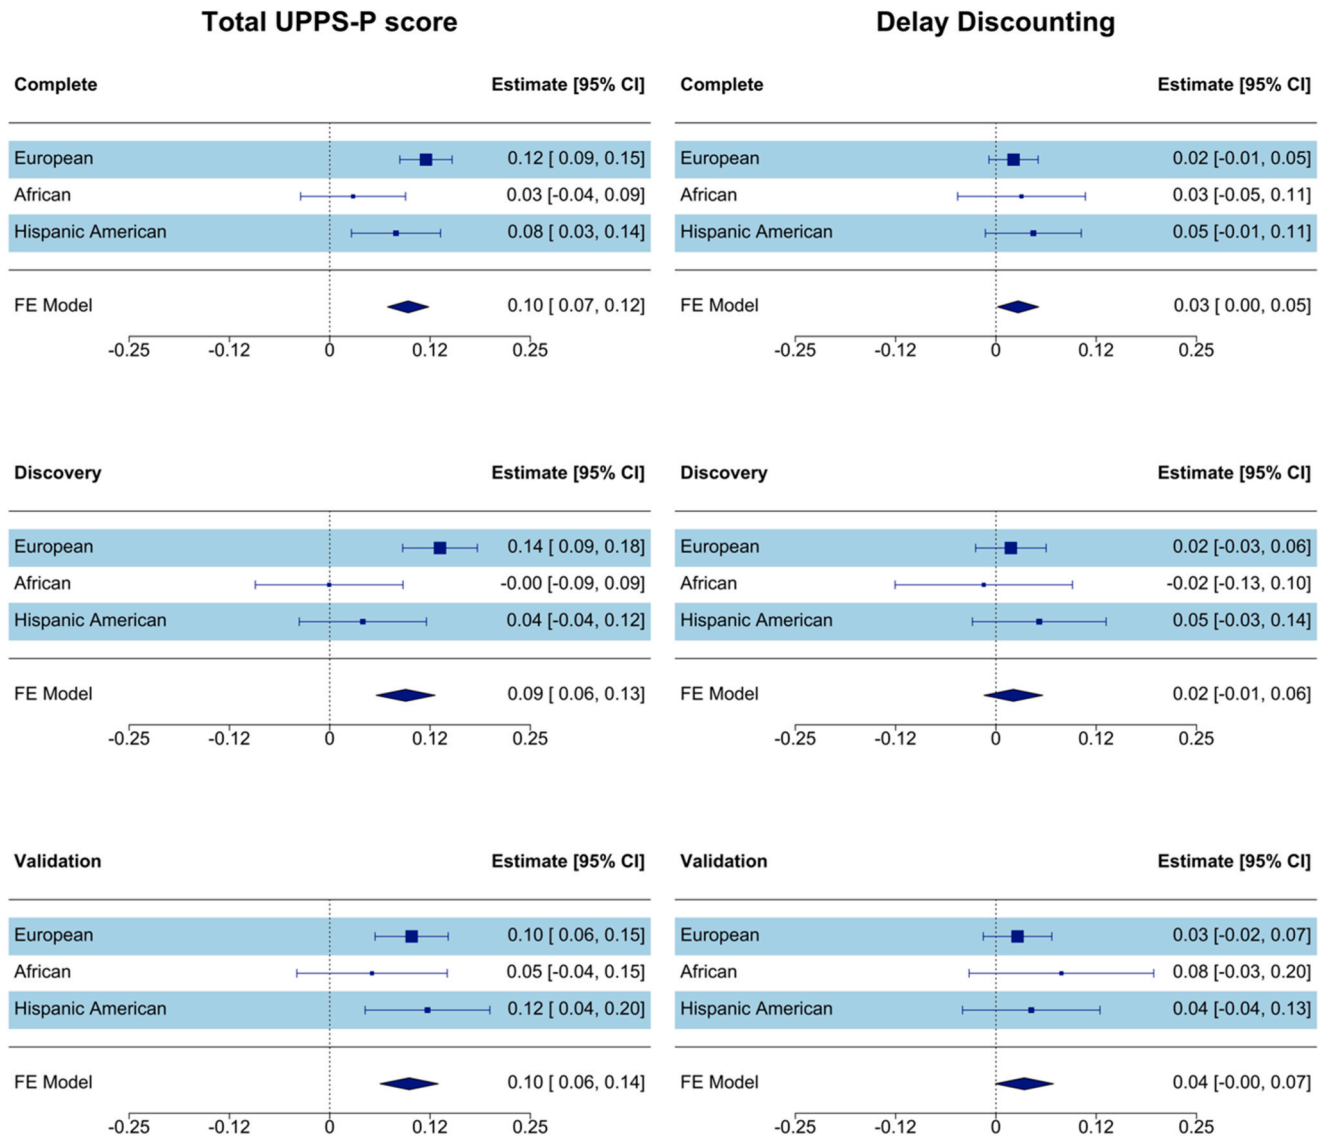 Total UPPS-P score
Complete Estimate [95% CI]
European 0.12 [ 0.09, 0.15]
African 0.03 [-0.04, 0.09]
Hispanic American 0.08 [ 0.03, 0.14]
FE Model 0.10 [ 0.07, 0.12]
-0.25 -0.12 0 0.12 0.25
Discovery Estimate [95% CI]
European 0.14 [ 0.09, 0.18]
African -0.00 [-0.09, 0.09]
Hispanic American 0.04 [-0.04, 0.12]
FE Model 0.09 [ 0.06, 0.13]
-0.25 -0.12 0 0.12 0.25
Validation Estimate [95% CI]
European 0.10 [ 0.06, 0.15]
African 0.05 [-0.04, 0.15]
Hispanic American 0.12 [ 0.04, 0.20]
FE Model 0.10 [ 0.06, 0.14]
-0.25 -0.12 0 0.12 0.25
Delay Discounting
Complete Estimate [95% CI]
European 0.02 [-0.01, 0.05]
African 0.03 [-0.05, 0.11]
Hispanic American 0.05 [-0.01, 0.11]
FE Model 0.03 [ 0.00, 0.05]
-0.25 -0.12 0 0.12 0.25
Discovery Estimate [95% CI]
European 0.02 [-0.03, 0.06]
African -0.02 [-0.13, 0.10]
Hispanic American 0.05 [-0.03, 0.14]
FE Model 0.02 [-0.01, 0.06]
-0.25 -0.12 0 0.12 0.25
Validation Estimate [95% CI]
European 0.03 [-0.02, 0.07]
African 0.08 [-0.03, 0.20]
Hispanic American 0.04 [-0.04, 0.13]
FE Model 0.04 [-0.00, 0.07]
-0.25 -0.12 0 0.12 0.25